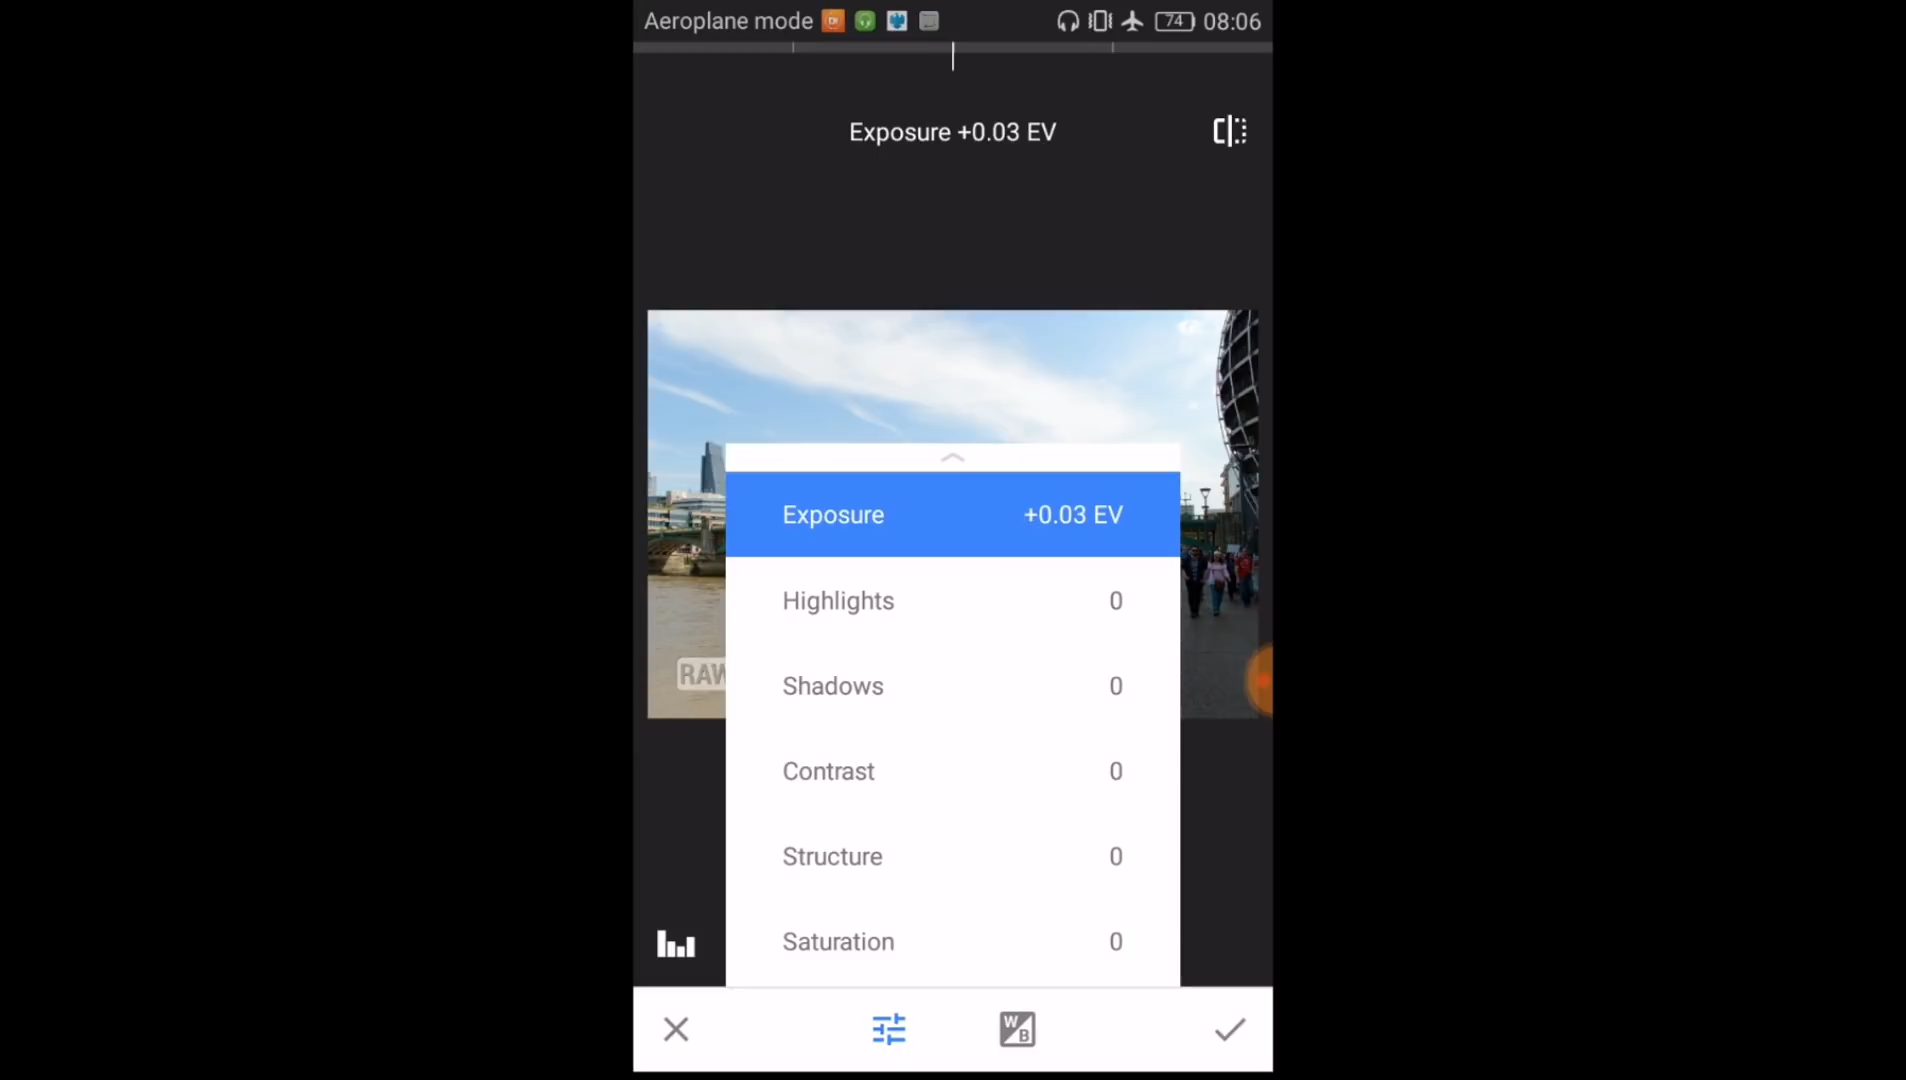 Aeroplane mode 74 08:06
Exposure +0.03 EV
Exposure +0.03 EV
Highlights 0
RAW
Shadows 0
Contrast 0
Structure 0
Saturation 0
W
B